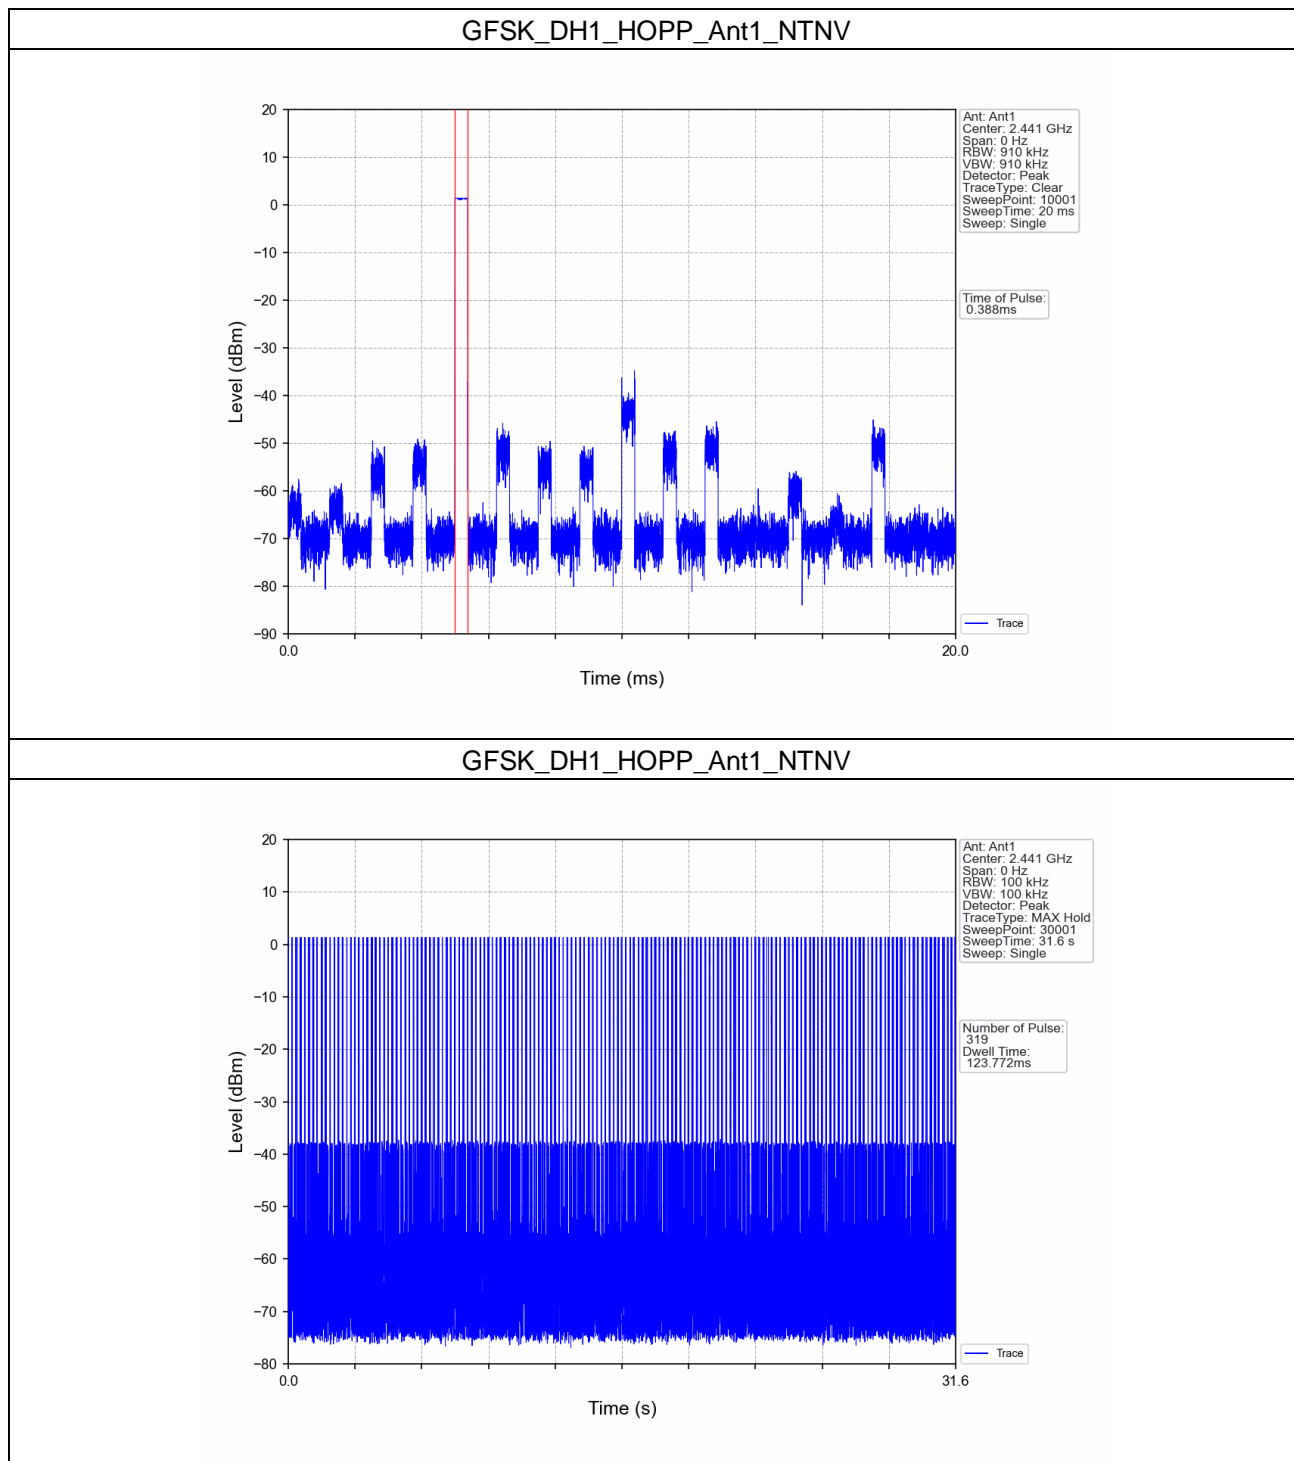 GFSK_DH1_HOPP_Ant1_NTNV
20
10
0
−10
−20
−30
−40
−50
−60
−70
−80
−90
Level (dBm)
0.0
20.0
Time (ms)
Ant: Ant1
Center: 2.441 GHz
Span: 0 Hz
RBW: 910 kHz
VBW: 910 kHz
Detector: Peak
TraceType: Clear
SweepPoint: 10001
SweepTime: 20 ms
Sweep: Single
Time of Pulse:
0.388ms
Trace
GFSK_DH1_HOPP_Ant1_NTNV
20
10
0
−10
−20
−30
−40
−50
−60
−70
−80
Level (dBm)
0.0
31.6
Time (s)
Ant: Ant1
Center: 2.441 GHz
Span: 0 Hz
RBW: 100 kHz
VBW: 100 kHz
Detector: Peak
TraceType: MAX Hold
SweepPoint: 30001
SweepTime: 31.6 s
Sweep: Single
Number of Pulse:
319
Dwell Time:
123.772ms
Trace